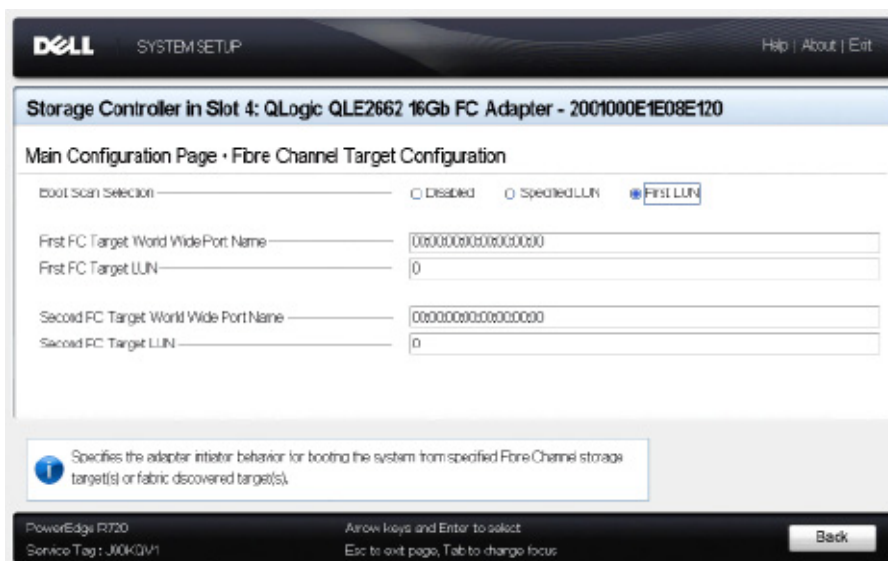 DELL SYSTEM SETUP Help | About | Exit
Storage Controller in Slot 4: QLogic QLE2662 16Gb FC Adapter - 2001000E1E08E120
Main Configuration Page • Fibre Channel Target Configuration
Boot Scan Selection Disabled Specified LUN First LUN
First FC Target World Wide Port Name 00:00:00:00:00:00:00:00
First FC Target LUN 0
Second FC Target World Wide Port Name 00:00:00:00:00:00:00:00
Second FC Target LUN 0
Specifies the adapter initiator behavior for booting the system from specified Fibre Channel storage
target(s) or fabric discovered target(s).
PowerEdge R720 Arrow keys and Enter to select
Service Tag : Esc to exit page, Tab to change focus
Back